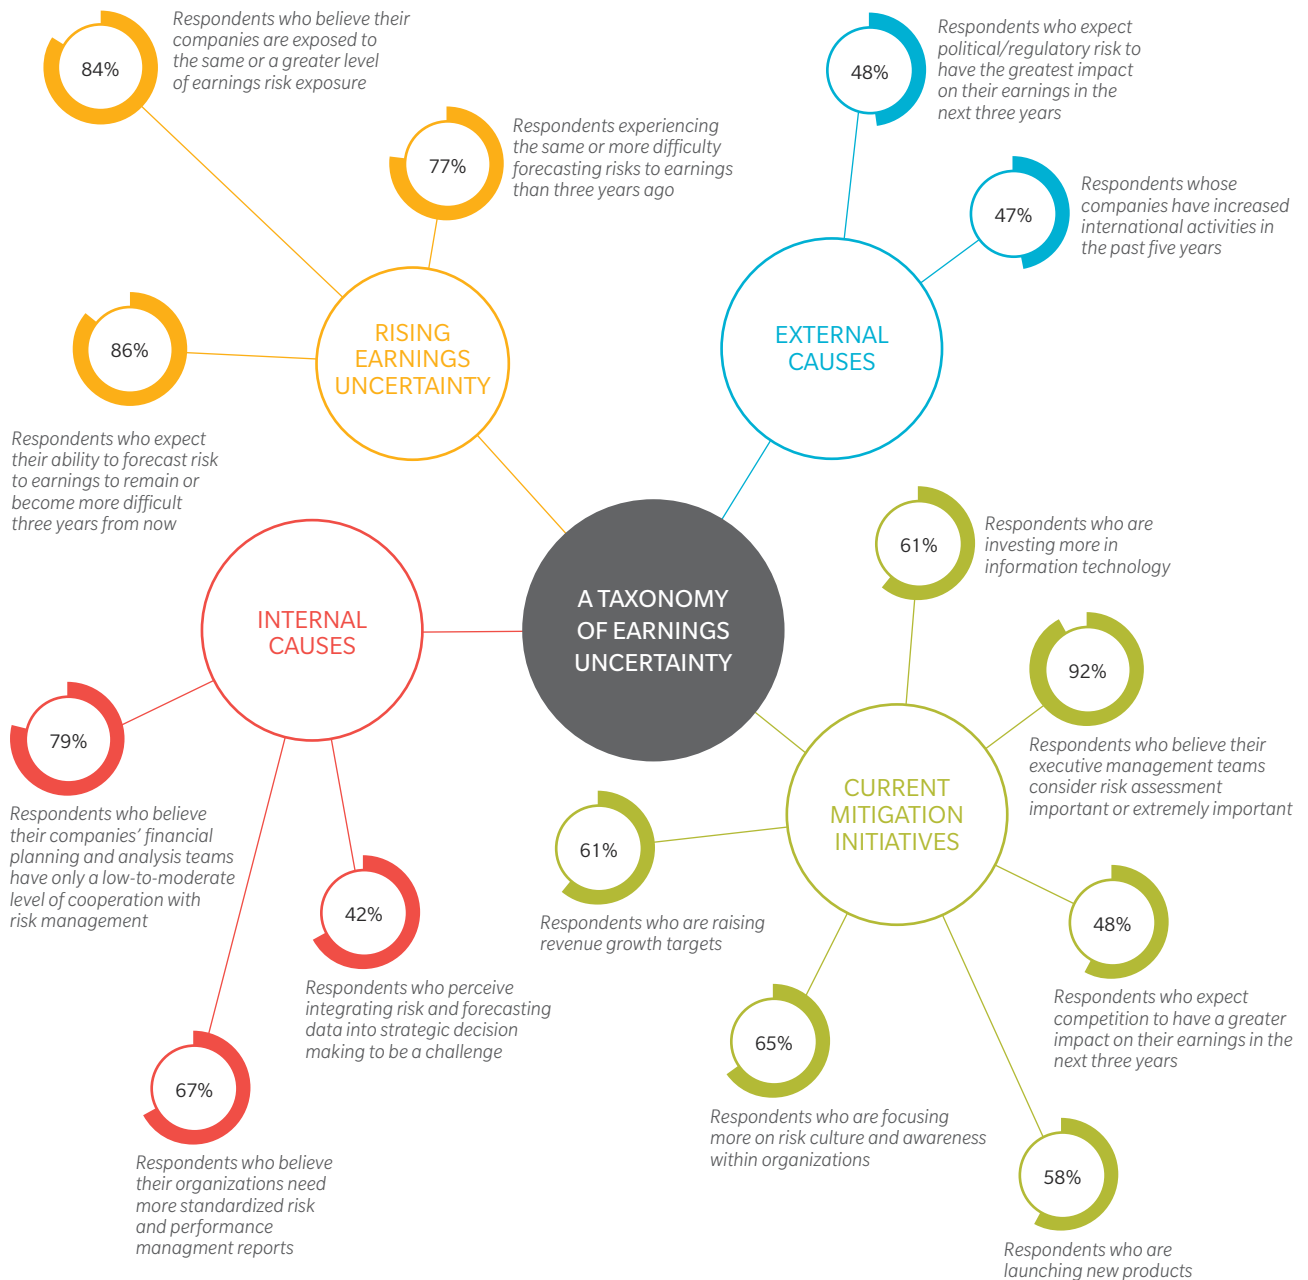 84%
Respondents who believe their
companies are exposed to
the same or a greater level
of earnings risk exposure
77%
Respondents experiencing
the same or more difficulty
forecasting risks to earnings
than three years ago
86%
Respondents who expect
their ability to forecast risk
to earnings to remain or
become more difficult
three years from now
RISING
EARNINGS
UNCERTAINTY
48%
Respondents who expect
political/regulatory risk to
have the greatest impact
on their earnings in the
next three years
47%
Respondents whose
companies have increased
international activities in
the past five years
EXTERNAL
CAUSES
A TAXONOMY
OF EARNINGS
UNCERTAINTY
INTERNAL
CAUSES
79%
Respondents who believe
their companies’ financial
planning and analysis teams
have only a low-to-moderate
level of cooperation with
risk management
42%
Respondents who perceive
integrating risk and forecasting
data into strategic decision
making to be a challenge
67%
Respondents who believe
their organizations need
more standardized risk
and performance
managment reports
61%
Respondents who are
investing more in
information technology
92%
Respondents who believe their
executive management teams
consider risk assessment
important or extremely important
CURRENT
MITIGATION
INITIATIVES
61%
Respondents who are raising
revenue growth targets
48%
Respondents who expect
competition to have a greater
impact on their earnings in the
next three years
65%
Respondents who are focusing
more on risk culture and awareness
within organizations
58%
Respondents who are
launching new products